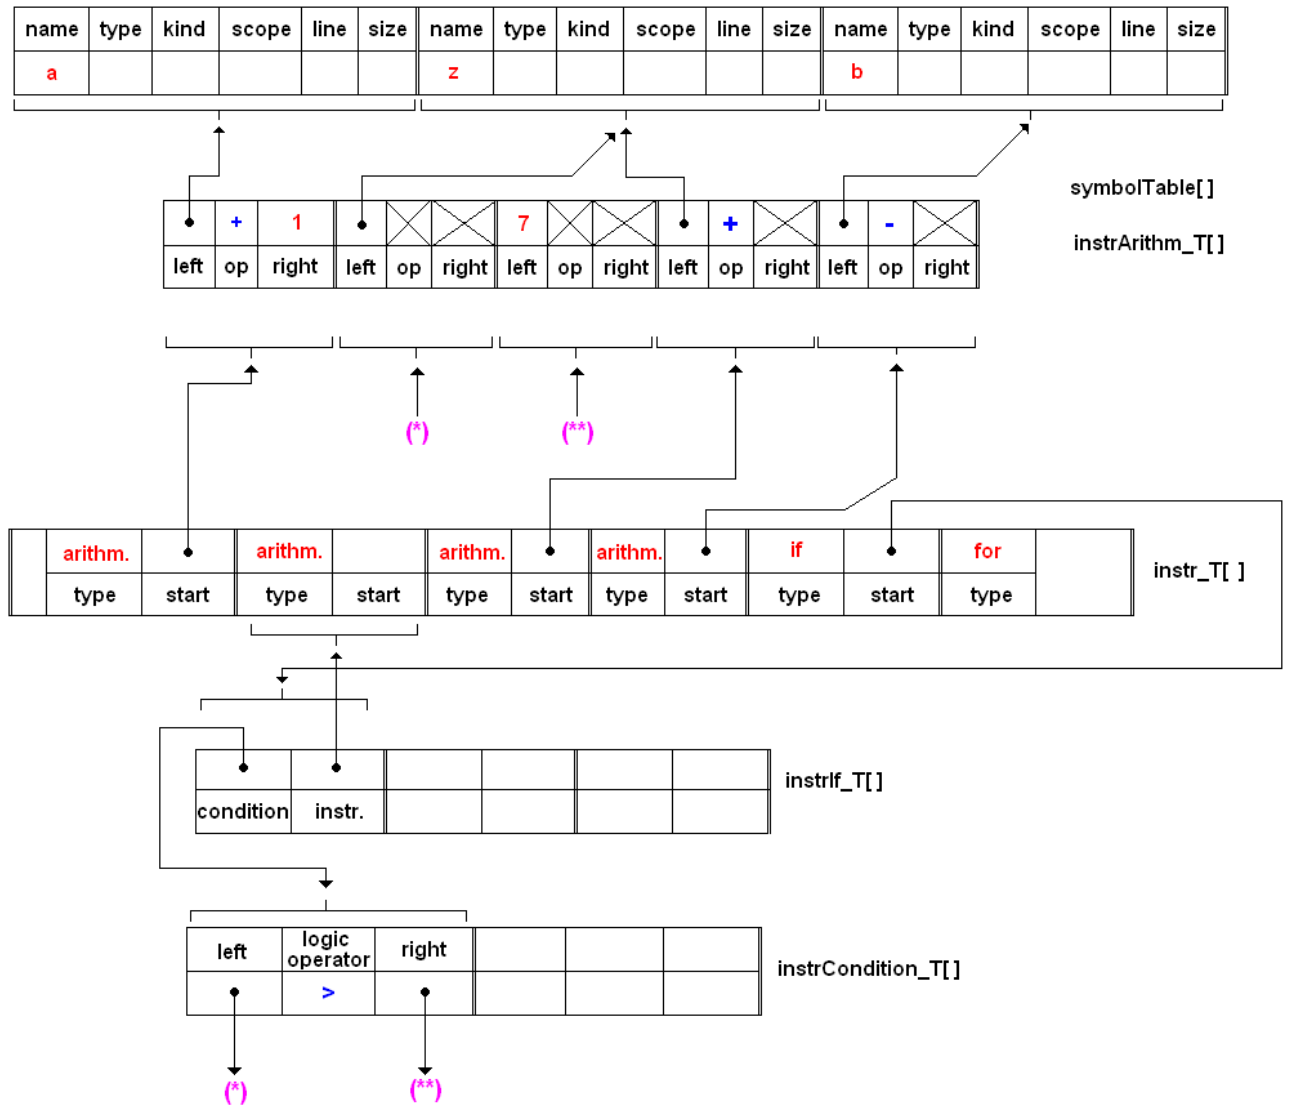 name type kind scope line size name type kind scope line size name type kind scope line size
a z b
symbolTable[ ]
+ 1 7 + -
instrArithm_T[ ]
left op right left op right left op right left op right left op right
(*) (**)
arithm. arithm. arithm. arithm. if for
instr_T[ ]
type start type start type start type start type start type
instrIf_T[ ]
condition instr.
left logic operator right
instrCondition_T[ ]
>
(*) (**)